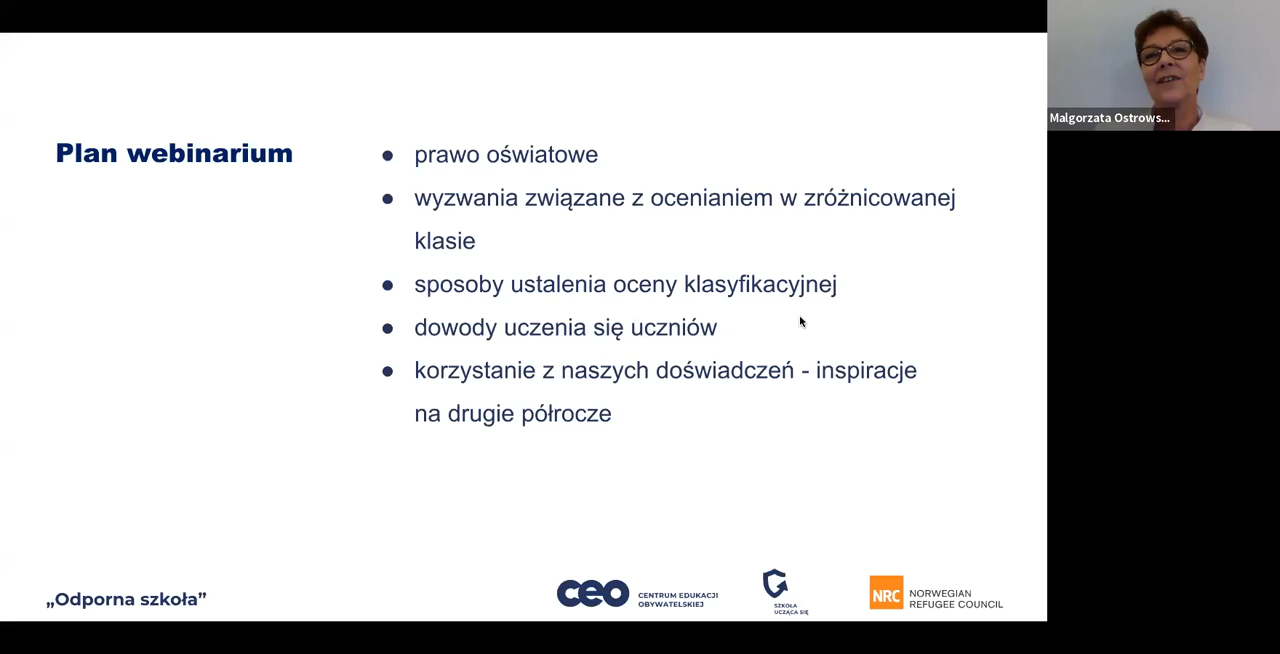 Plan webinarium
● prawo oświatowe
● wyzwania związane z ocenianiem w zróżnicowanej
klasie
● sposoby ustalenia oceny klasyfikacyjnej
● dowody uczenia się uczniów
● korzystanie z naszych doświadczeń - inspiracje
na drugie półrocze
Malgorzata Ostrows...
„Odporna szkoła”
ceo
CENTRUM EDUKACJI
OBYWATELSKIEJ
SZKOŁA
UCZĄCA SIĘ
NRC
NORWEGIAN
REFUGEE COUNCIL